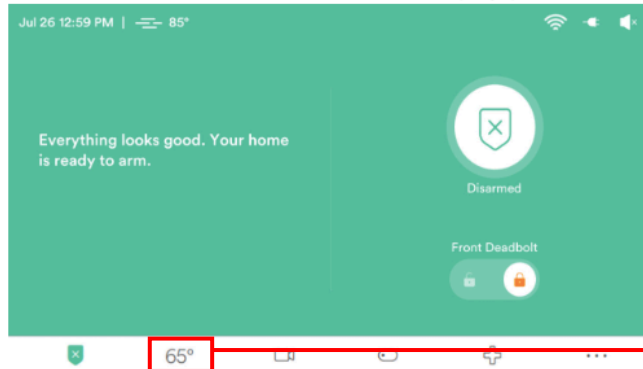 Jul 26 12:59 PM | 85°
Everything looks good. Your home
is ready to arm.
Disarmed
Front Deadbolt
65°